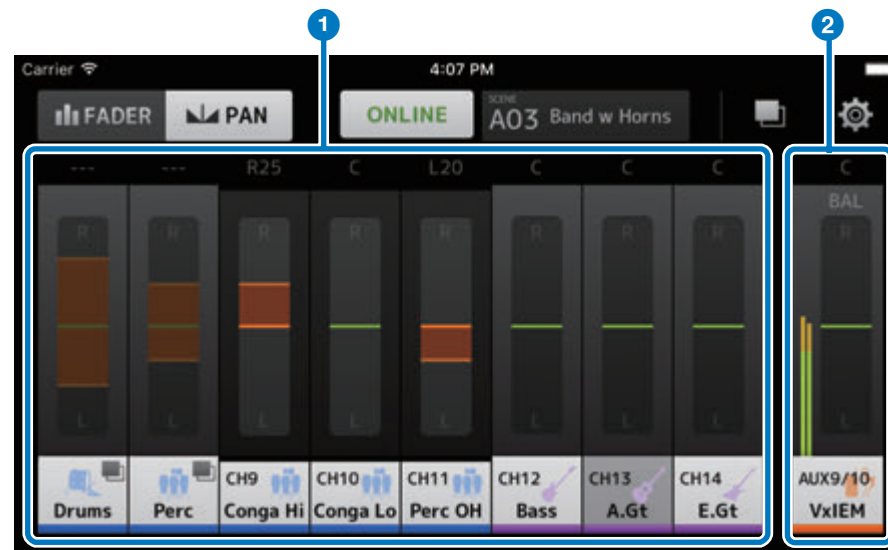 1 2
Carrier 4:07 PM
FADER PAN ONLINE SCENE A03 Band w Horns
--- --- R25 C L20 C C C C
BAL
R R R R R R R R R
L L L L L L L L L
CH9 CH10 CH11 CH12 CH13 CH14 AUX9/10
Drums Perc Conga Hi Conga Lo Perc OH Bass A.Gt E.Gt VxIEM